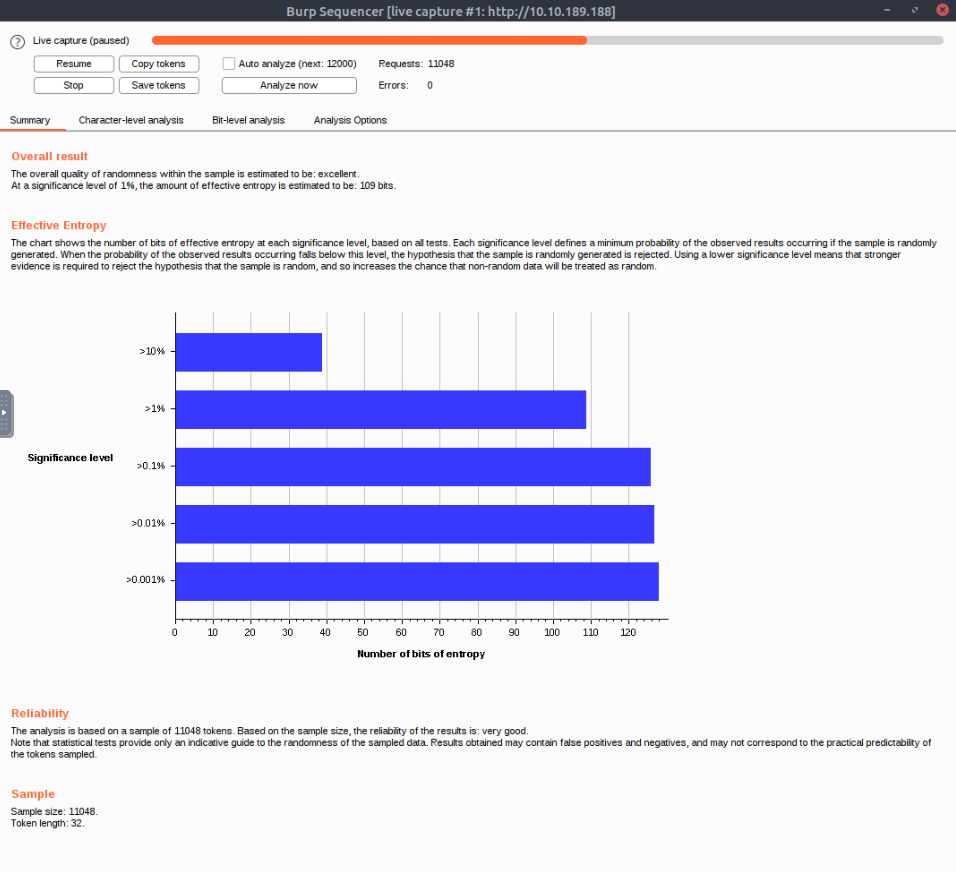 Burp Sequencer [live capture #1: http://10.10.189.188]
? Live capture (paused)
Resume Copy tokens Auto analyze (next: 12000) Requests: 11048
Stop Save tokens Analyze now Errors: 0
Summary Character-level analysis Bit-level analysis Analysis Options
Overall result
The overall quality of randomness within the sample is estimated to be: excellent.
At a significance level of 1%, the amount of effective entropy is estimated to be: 109 bits.
Effective Entropy
The chart shows the number of bits of effective entropy at each significance level, based on all tests. Each significance level defines a minimum probability of the observed results occurring if the sample is randomly
generated. When the probability of the observed results occurring falls below this level, the hypothesis that the sample is randomly generated is rejected. Using a lower significance level means that stronger
evidence is required to reject the hypothesis that the sample is random, and so increases the chance that non-random data will be treated as random.
>10%
>1%
Significance level
>0.1%
>0.01%
>0.001%
0 10 20 30 40 50 60 70 80 90 100 110 120
Number of bits of entropy
Reliability
The analysis is based on a sample of 11048 tokens. Based on the sample size, the reliability of the results is: very good.
Note that statistical tests provide only an indicative guide to the randomness of the sampled data. Results obtained may contain false positives and negatives, and may not correspond to the practical predictability of
the tokens sampled.
Sample
Sample size: 11048.
Token length: 32.